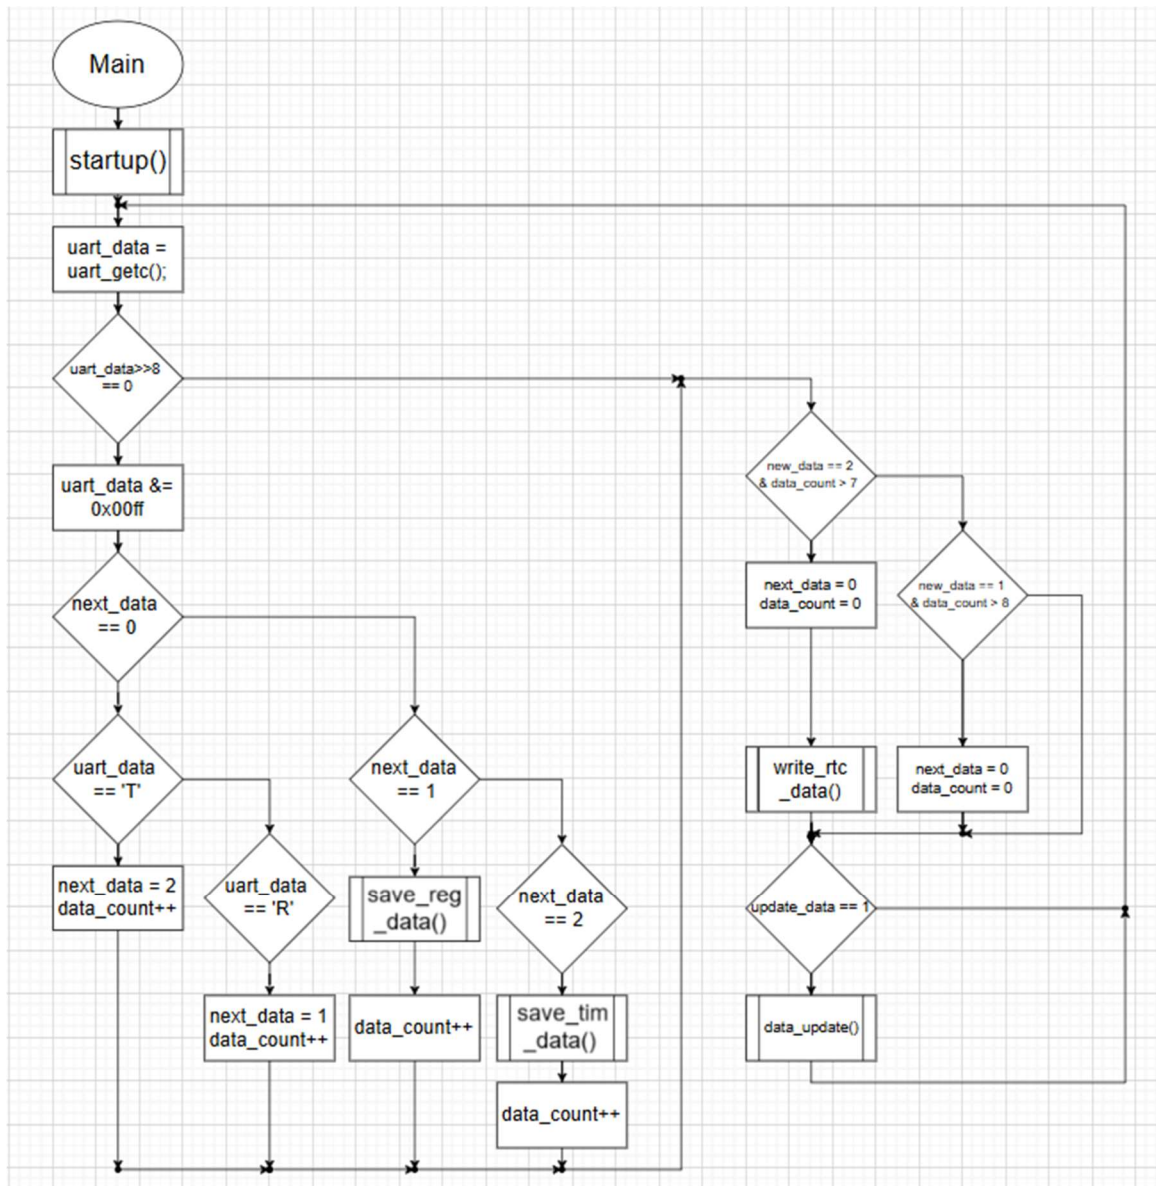 Main
startup()
uart_data =
uart_getc();
uart_data>>8
== 0
uart_data &=
0x00ff
next_data
== 0
uart_data
== 'T'
next_data = 2
data_count++
uart_data
== 'R'
next_data = 1
data_count++
next_data
== 1
save_reg
_data()
data_count++
next_data
== 2
save_tim
_data()
data_count++
new_data == 2
& data_count > 7
next_data = 0
data_count = 0
write_rtc
_data()
new_data == 1
& data_count > 8
next_data = 0
data_count = 0
update_data == 1
data_update()